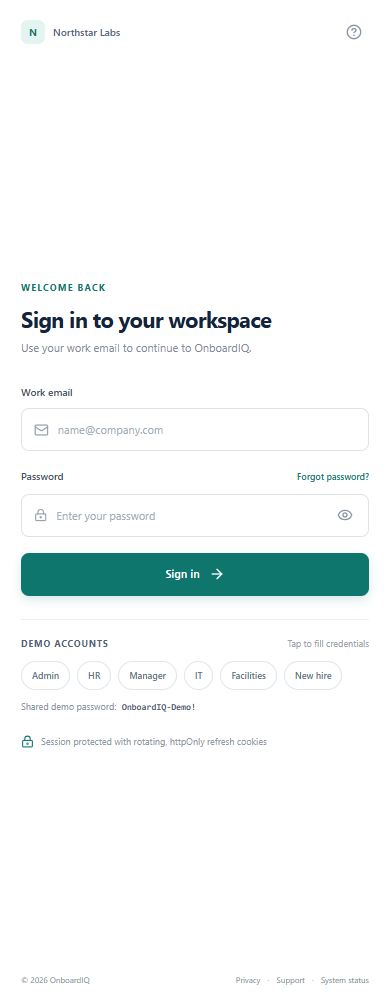 N Northstar Labs
WELCOME BACK
Sign in to your workspace
Use your work email to continue to OnboardIQ.
Work email
name@company.com
Password Forgot password?
Enter your password
Sign in
DEMO ACCOUNTS Tap to fill credentials
Admin HR Manager IT Facilities New hire
Shared demo password: OnboardIQ-Demo!
Session protected with rotating, httpOnly refresh cookies
© 2026 OnboardIQ Privacy · Support · System status